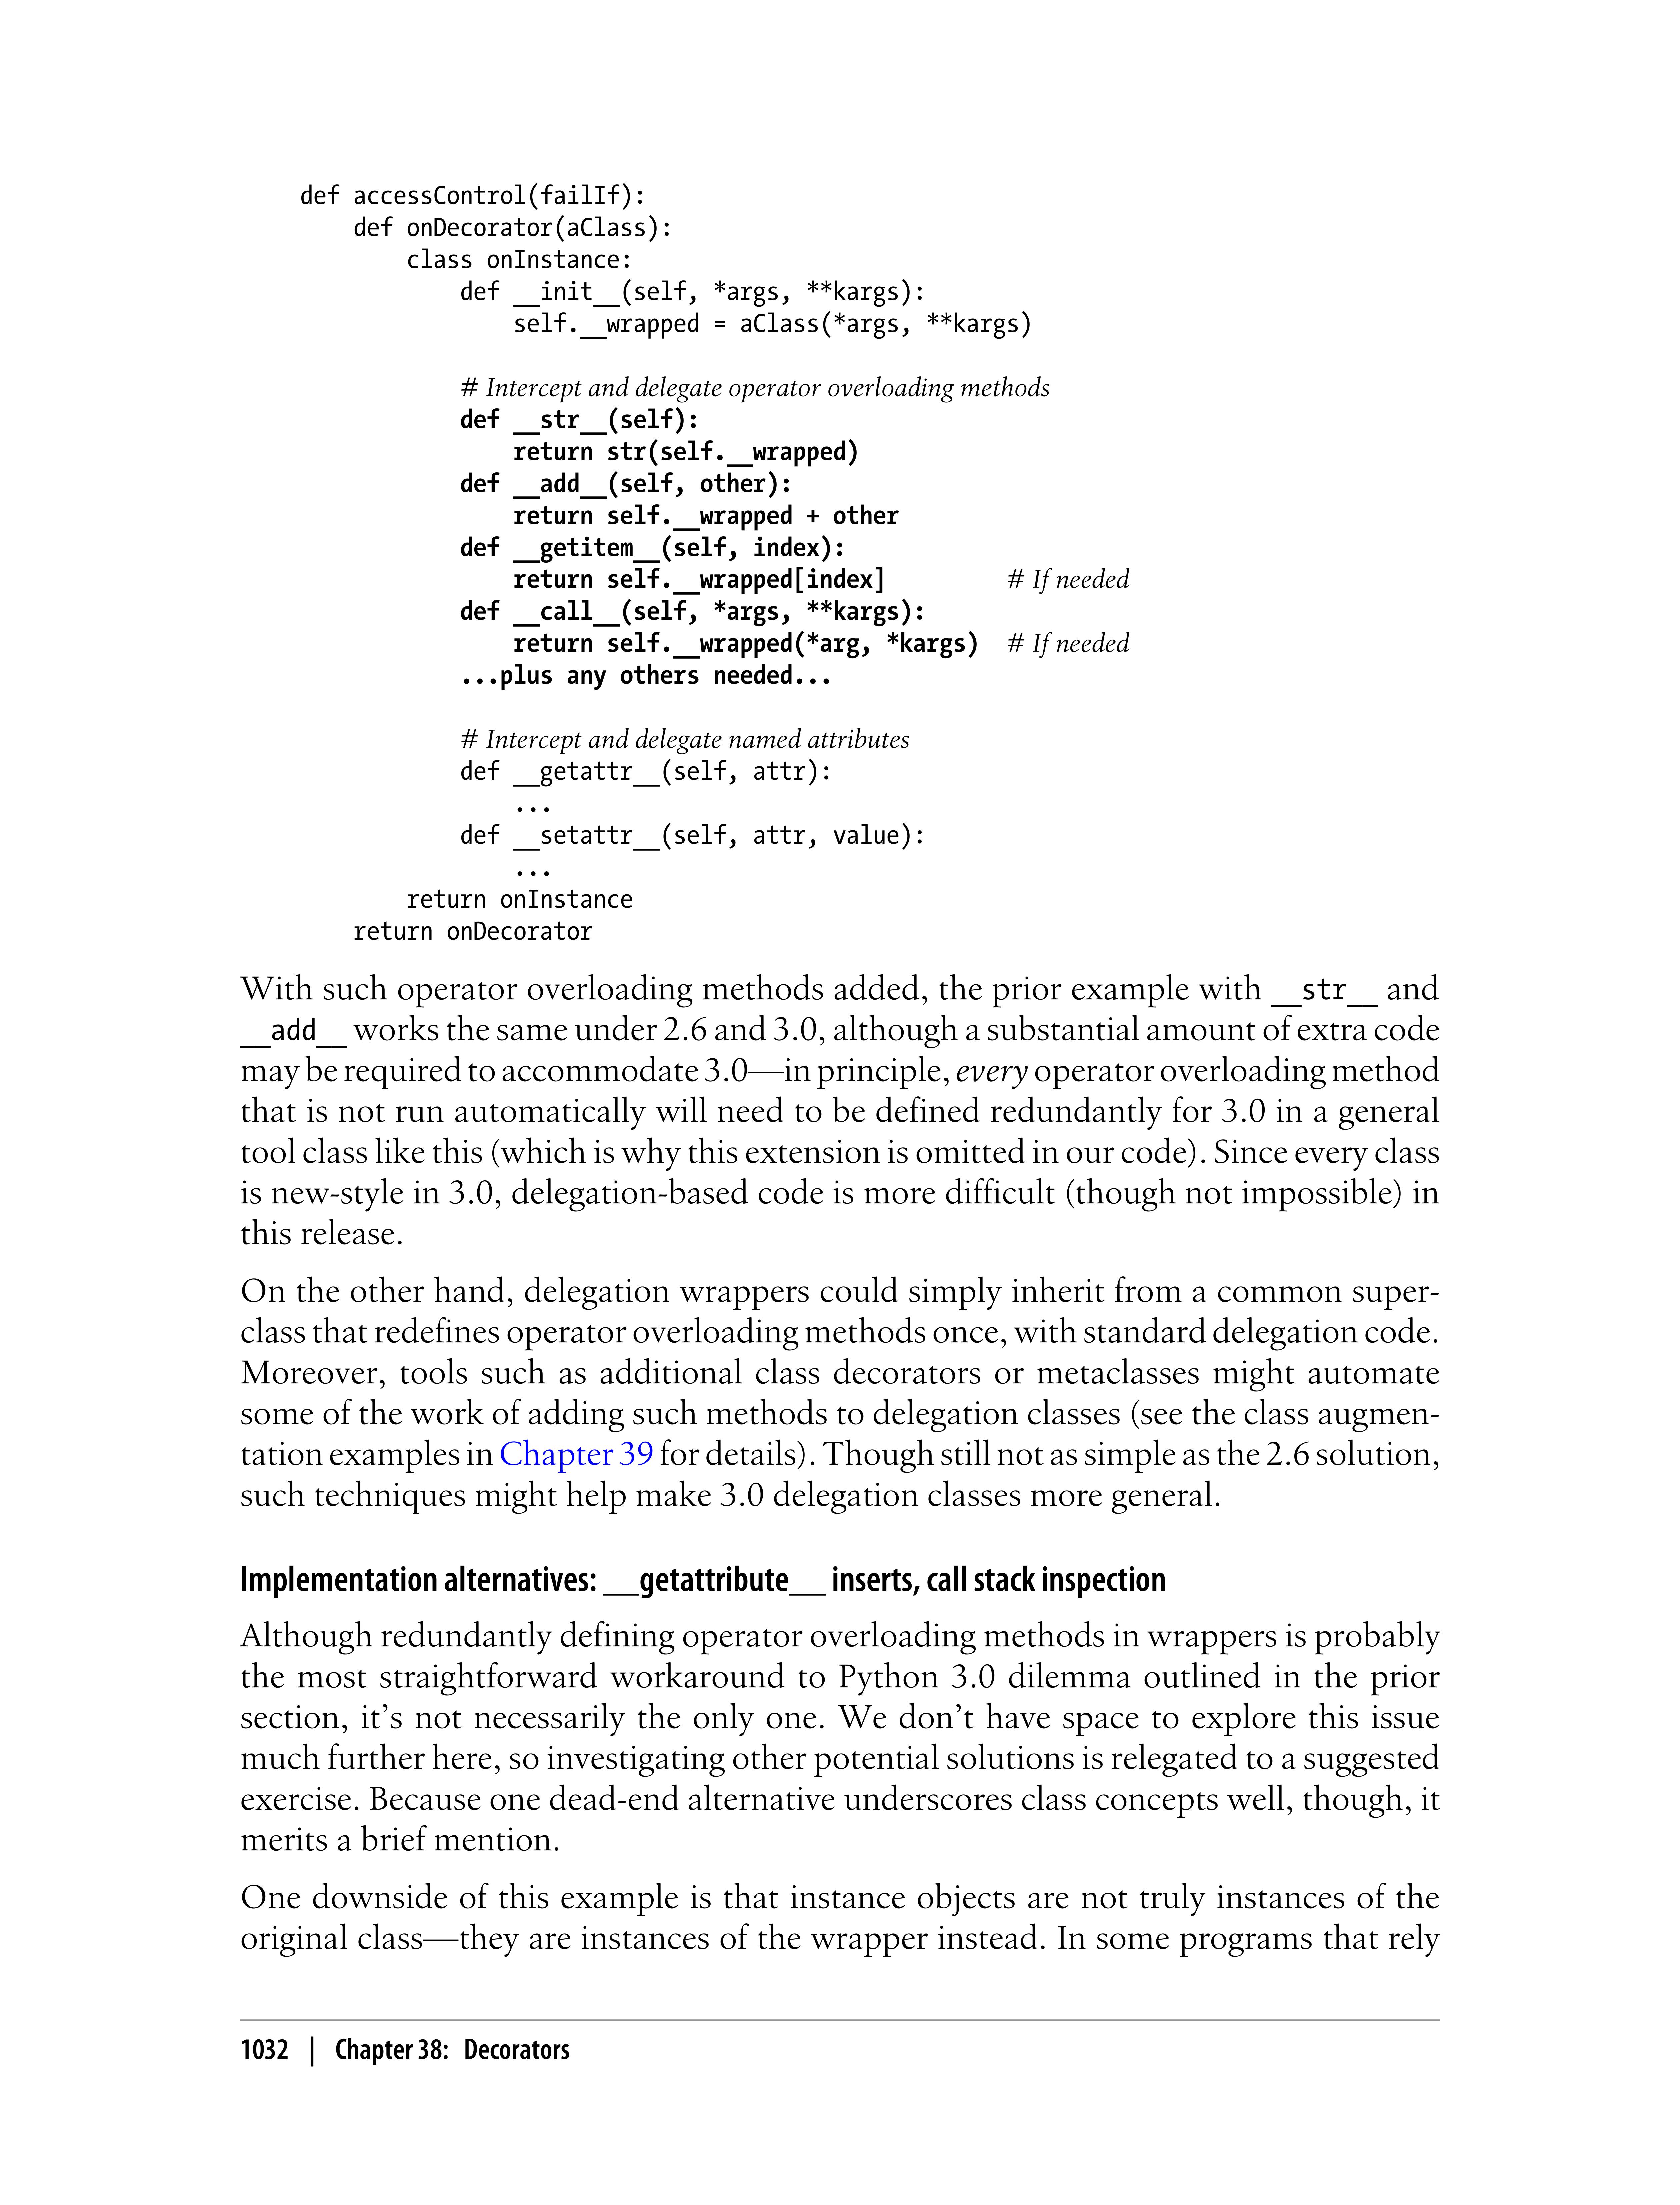 def accessControl(failIf):
    def onDecorator(aClass):
        class onInstance:
            def __init__(self, *args, **kargs):
                self.__wrapped = aClass(*args, **kargs)

            # Intercept and delegate operator overloading methods
            def __str__(self):
                return str(self.__wrapped)
            def __add__(self, other):
                return self.__wrapped + other
            def __getitem__(self, index):
                return self.__wrapped[index]         # If needed
            def __call__(self, *args, **kargs):
                return self.__wrapped(*arg, *kargs)  # If needed
            ...plus any others needed...

            # Intercept and delegate named attributes
            def __getattr__(self, attr):
                ...
            def __setattr__(self, attr, value):
                ...
        return onInstance
    return onDecorator
With such operator overloading methods added, the prior example with __str__ and
__add__ works the same under 2.6 and 3.0, although a substantial amount of extra code
may be required to accommodate 3.0—in principle, every operator overloading method
that is not run automatically will need to be defined redundantly for 3.0 in a general
tool class like this (which is why this extension is omitted in our code). Since every class
is new-style in 3.0, delegation-based code is more difficult (though not impossible) in
this release.
On the other hand, delegation wrappers could simply inherit from a common super-
class that redefines operator overloading methods once, with standard delegation code.
Moreover, tools such as additional class decorators or metaclasses might automate
some of the work of adding such methods to delegation classes (see the class augmen-
tation examples in Chapter 39 for details). Though still not as simple as the 2.6 solution,
such techniques might help make 3.0 delegation classes more general.
Implementation alternatives: __getattribute__ inserts, call stack inspection
Although redundantly defining operator overloading methods in wrappers is probably
the most straightforward workaround to Python 3.0 dilemma outlined in the prior
section, it's not necessarily the only one. We don't have space to explore this issue
much further here, so investigating other potential solutions is relegated to a suggested
exercise. Because one dead-end alternative underscores class concepts well, though, it
merits a brief mention.
One downside of this example is that instance objects are not truly instances of the
original class—they are instances of the wrapper instead. In some programs that rely
1032 | Chapter 38: Decorators